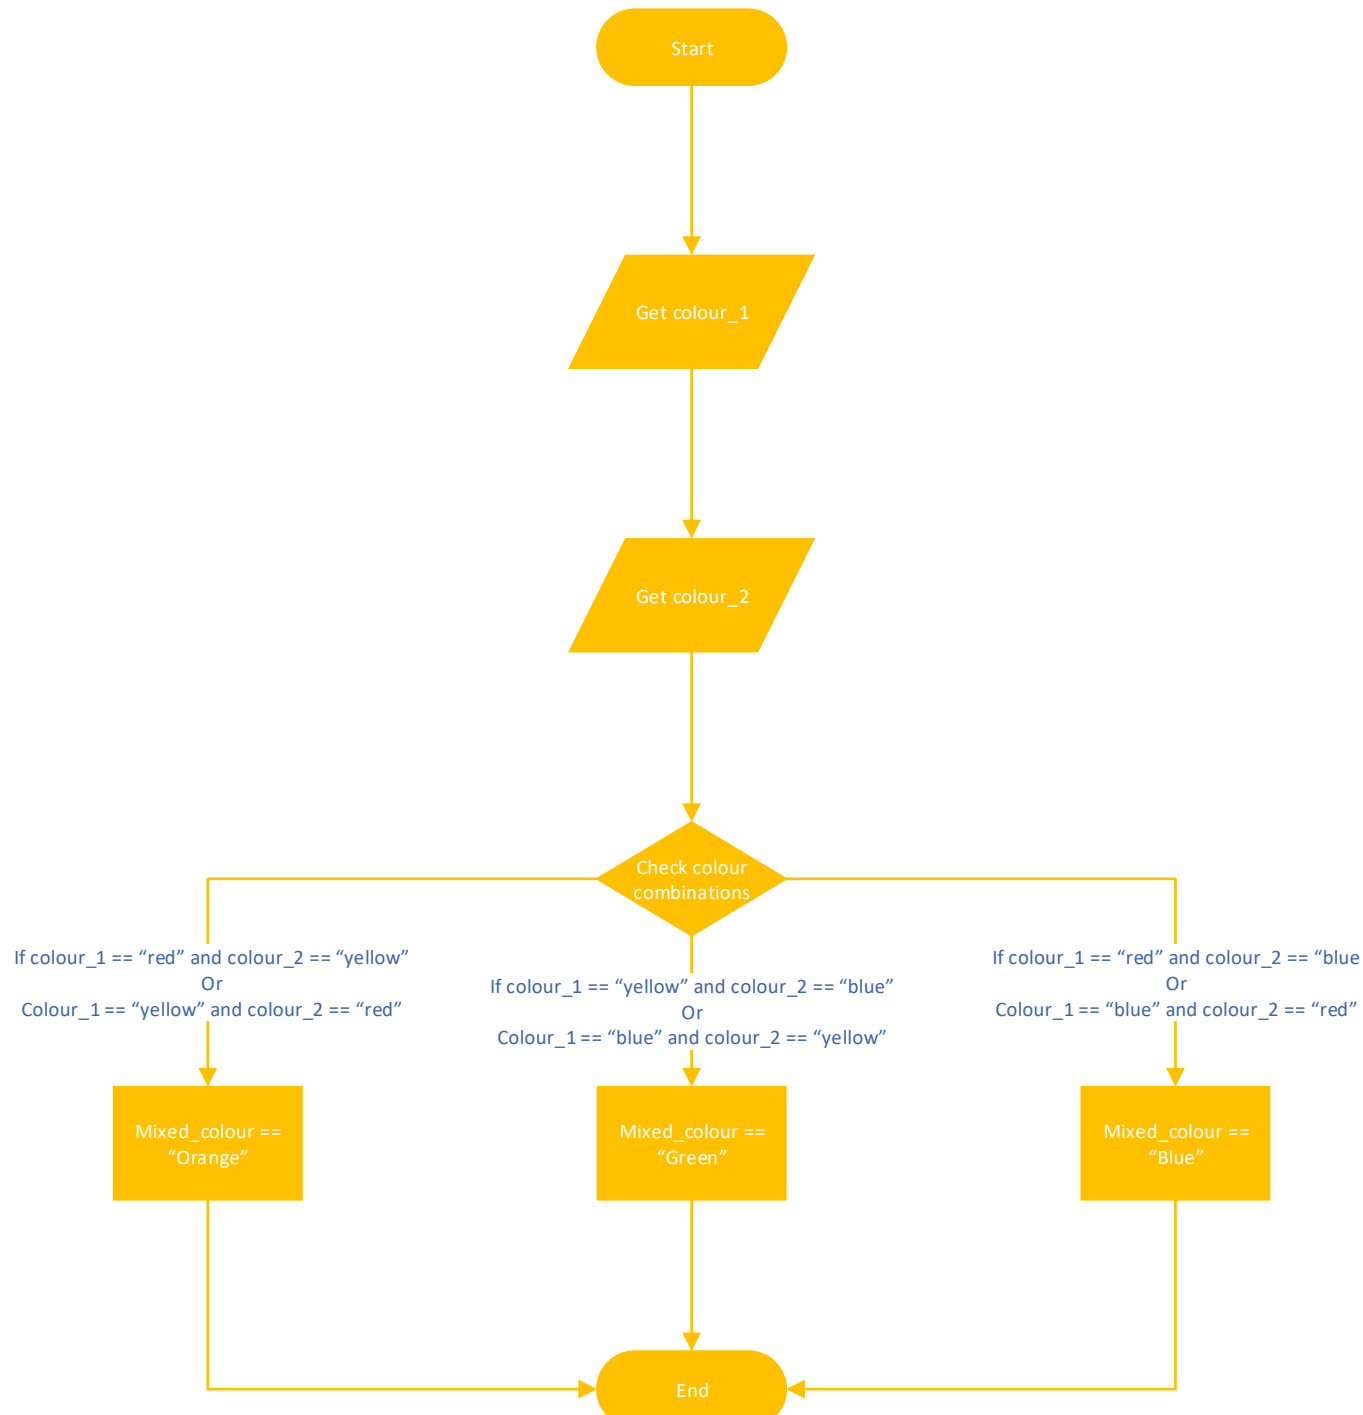 Start
Get colour_1
Get colour_2
Check colour
combinations
If colour_1 == “red” and colour_2 == “yellow”
Or
Colour_1 == “yellow” and colour_2 == “red”
If colour_1 == “yellow” and colour_2 == “blue”
Or
Colour_1 == “blue” and colour_2 == “yellow”
If colour_1 == “red” and colour_2 == “blue
Or
Colour_1 == “blue” and colour_2 == “red”
Mixed_colour ==
“Orange”
Mixed_colour ==
“Green”
Mixed_colour ==
“Blue”
End